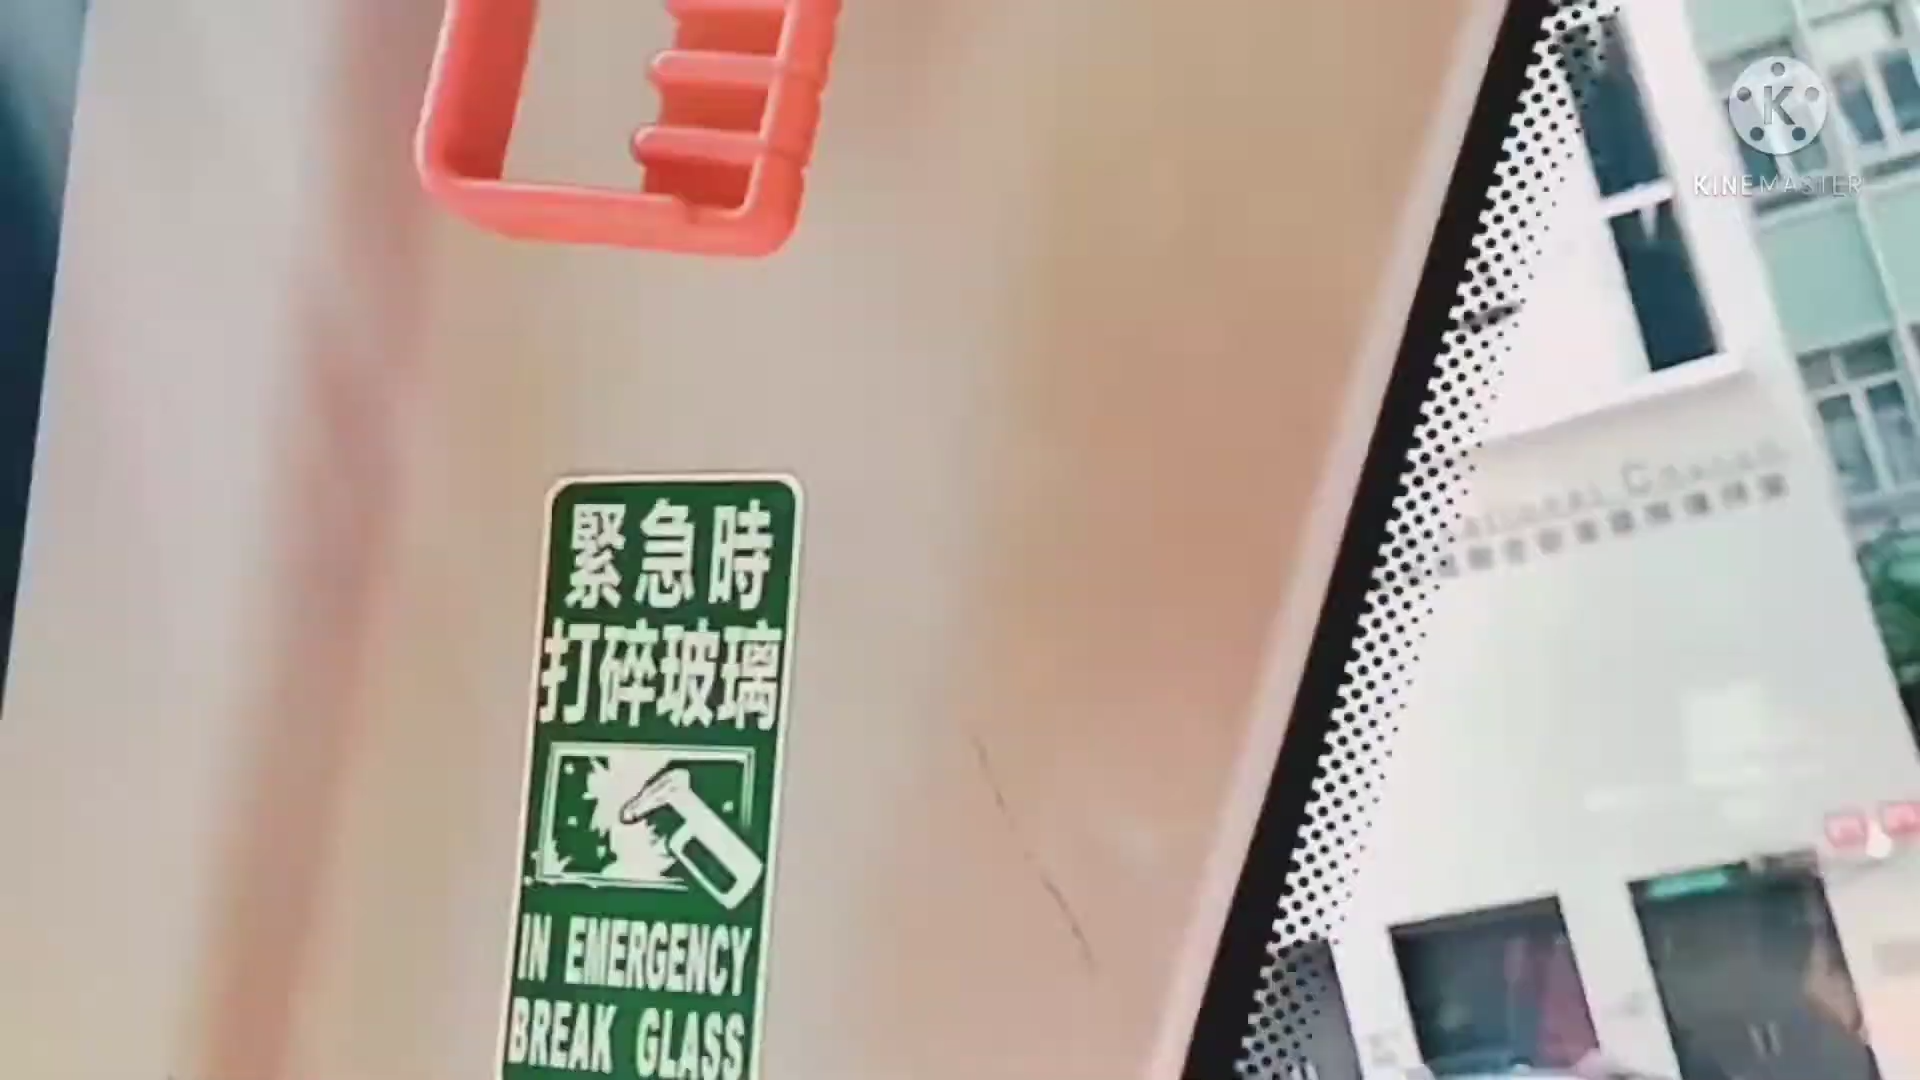 K
KINEMASTER
緊急時
打碎玻璃
IN EMERGENCY
BREAK GLASS